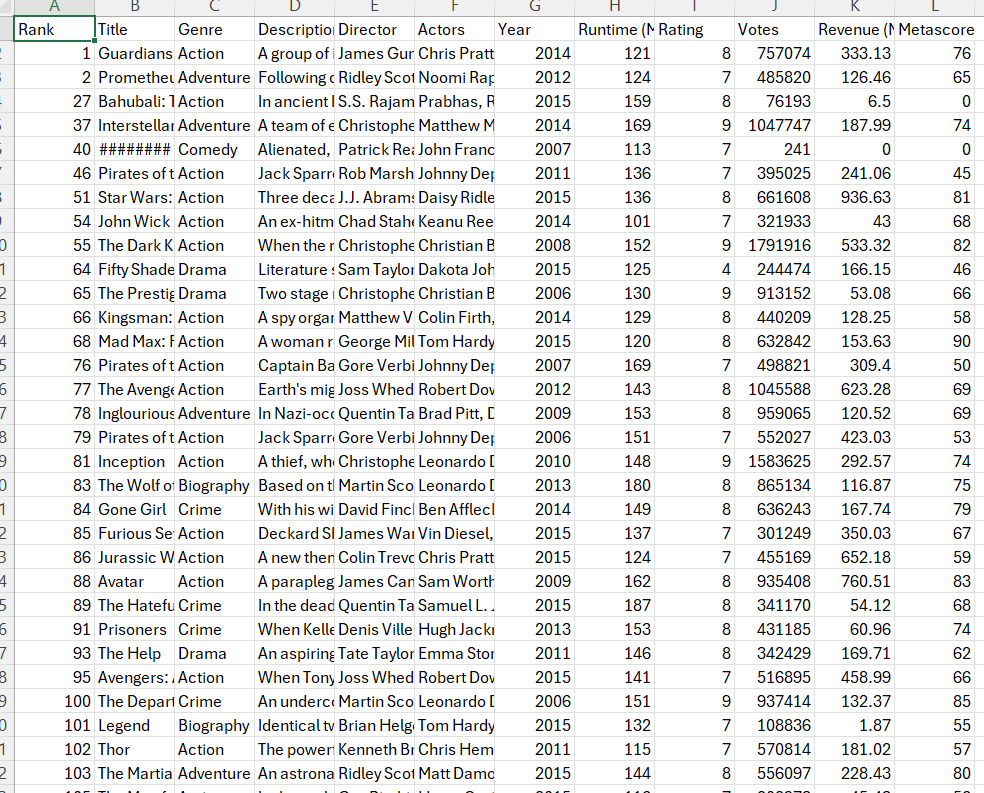 A B C D E F G H I J K L
Rank Title Genre Description Director Actors Year Runtime (M Rating Votes Revenue (M Metascore
1 Guardians Action A group of i James Gun Chris Pratt 2014 121 8 757074 333.13 76
2 Prometheu Adventure Following c Ridley Scot Noomi Rap 2012 124 7 485820 126.46 65
27 Bahubali: T Action In ancient I S.S. Rajam Prabhas, R 2015 159 8 76193 6.5 0
37 Interstellar Adventure A team of e Christophe Matthew M 2014 169 9 1047747 187.99 74
40 ######## Comedy Alienated, Patrick Rea John Franc 2007 113 7 241 0 0
46 Pirates of t Action Jack Sparr Rob Marsh Johnny Dep 2011 136 7 395025 241.06 45
51 Star Wars: Action Three deca J.J. Abrams Daisy Ridle 2015 136 8 661608 936.63 81
54 John Wick Action An ex-hitm Chad Stahe Keanu Ree 2014 101 7 321933 43 68
55 The Dark K Action When the r Christophe Christian B 2008 152 9 1791916 533.32 82
64 Fifty Shade Drama Literature s Sam Taylor Dakota Joh 2015 125 4 244474 166.15 46
65 The Prestig Drama Two stage Christophe Christian B 2006 130 9 913152 53.08 66
66 Kingsman: Action A spy organ Matthew V Colin Firth, 2014 129 8 440209 128.25 58
68 Mad Max: F Action A woman r George Mil Tom Hardy 2015 120 8 632842 153.63 90
76 Pirates of t Action Captain Ba Gore Verbi Johnny Dep 2007 169 7 498821 309.4 50
77 The Avenge Action Earth's mig Joss Whed Robert Dow 2012 143 8 1045588 623.28 69
78 Inglourious Adventure In Nazi-occ Quentin Ta Brad Pitt, D 2009 153 8 959065 120.52 69
79 Pirates of t Action Jack Sparr Gore Verbi Johnny Dep 2006 151 7 552027 423.03 53
81 Inception Action A thief, who Christophe Leonardo D 2010 148 9 1583625 292.57 74
83 The Wolf of Biography Based on t Martin Sco Leonardo D 2013 180 8 865134 116.87 75
84 Gone Girl Crime With his wi David Finc Ben Affleck 2014 149 8 636243 167.74 79
85 Furious Se Action Deckard Sh James Wan Vin Diesel, 2015 137 7 301249 350.03 67
86 Jurassic W Action A new them Colin Trevo Chris Pratt 2015 124 7 455169 652.18 59
88 Avatar Action A parapleg James Cam Sam Worth 2009 162 8 935408 760.51 83
89 The Hatefu Crime In the dead Quentin Ta Samuel L. J 2015 187 8 341170 54.12 68
91 Prisoners Crime When Kelle Denis Ville Hugh Jackm 2013 153 8 431185 60.96 74
93 The Help Drama An aspiring Tate Taylor Emma Ston 2011 146 8 342429 169.71 62
95 Avengers: A Action When Tony Joss Whed Robert Dow 2015 141 7 516895 458.99 66
100 The Depart Crime An underco Martin Sco Leonardo D 2006 151 9 937414 132.37 85
101 Legend Biography Identical tw Brian Helge Tom Hardy 2015 132 7 108836 1.87 55
102 Thor Action The power Kenneth Br Chris Hem 2011 115 7 570814 181.02 57
103 The Martia Adventure An astrona Ridley Scot Matt Damo 2015 144 8 556097 228.43 80